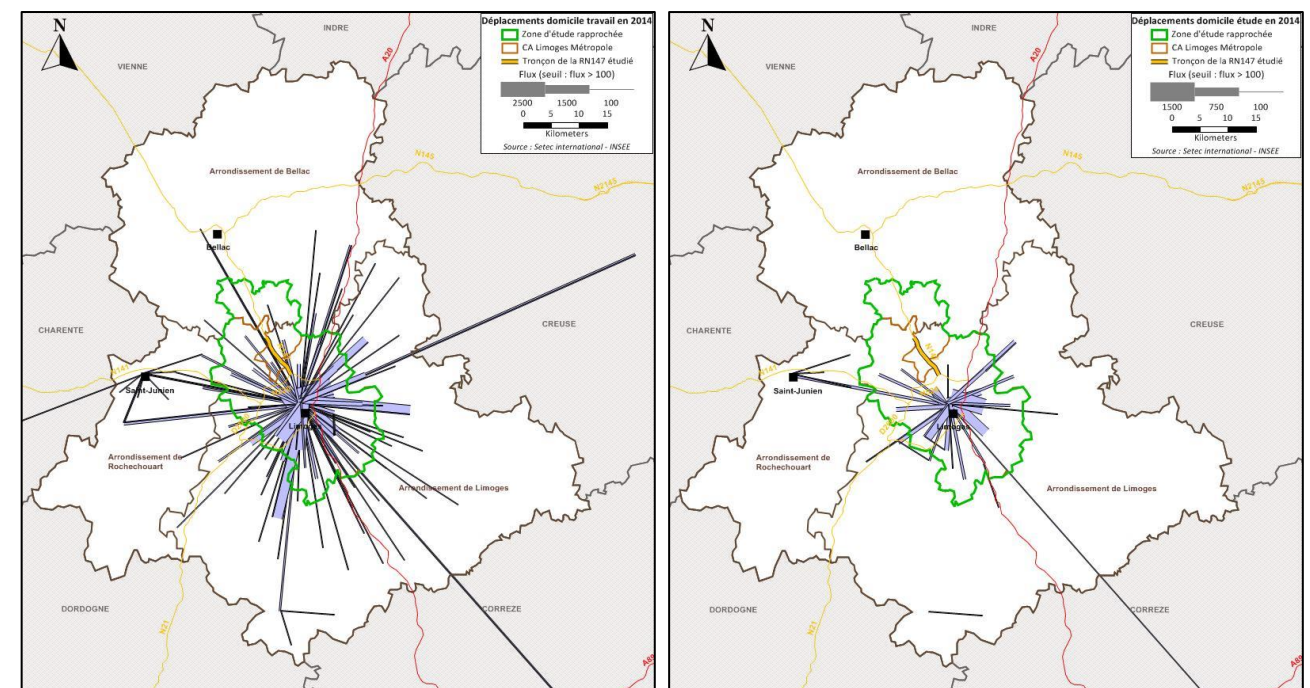 Déplacements domicile travail en 2014
Zone d'étude rapprochée
CA Limoges Métropole
Tronçon de la RN147 étudié
Flux (seuil : flux > 100)
2500 1500 100
0 5 10 15
Kilometers
Source : Setec international - INSEE
N
INDRE
VIENNE
A20
N145
N2145
Arrondissement de Bellac
Bellac
CHARENTE
CREUSE
N141
Saint-Junien
Limoges
Arrondissement de
Rochechouart
Arrondissement de Limoges
DORDOGNE
CORREZE
N21
Déplacements domicile étude en 2014
Zone d'étude rapprochée
CA Limoges Métropole
Tronçon de la RN147 étudié
Flux (seuil : flux > 100)
1500 750 100
0 5 10 15
Kilometers
Source : Setec international - INSEE
N
INDRE
VIENNE
A20
N145
N2145
Arrondissement de Bellac
Bellac
CHARENTE
CREUSE
N141
Saint-Junien
Limoges
Arrondissement de
Rochechouart
Arrondissement de Limoges
DORDOGNE
CORREZE
N21